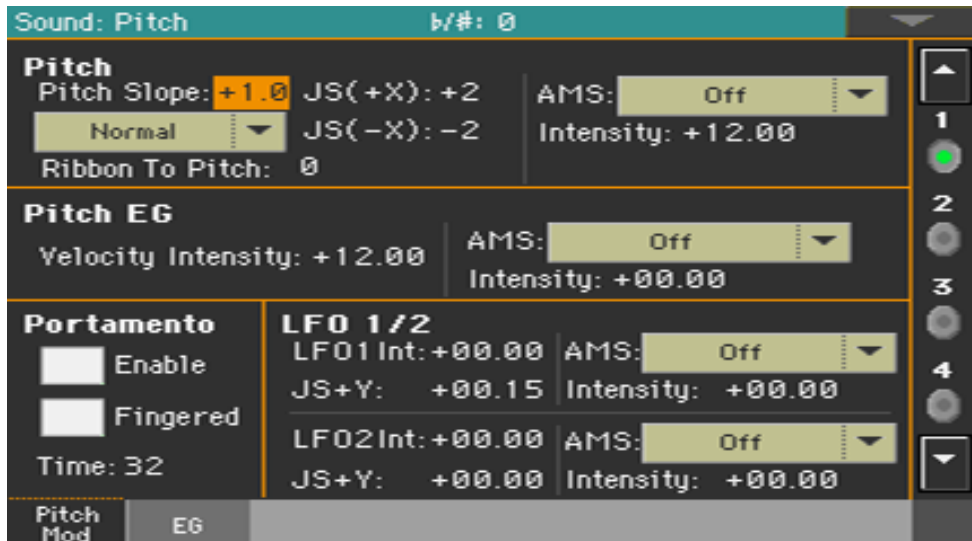 Sound: Pitch b/#: 0
Pitch
Pitch Slope: +1.0 JS(+X): +2 AMS: Off
Normal JS(-X): -2 Intensity: +12.00
Ribbon To Pitch: 0
Pitch EG
Velocity Intensity: +12.00 AMS: Off
Intensity: +00.00
Portamento
Enable
Fingered
Time: 32
LFO 1/2
LFO1 Int: +00.00 AMS: Off
JS+Y: +00.15 Intensity: +00.00
LFO2 Int: +00.00 AMS: Off
JS+Y: +00.00 Intensity: +00.00
1
2
3
4
Pitch
Mod
EG